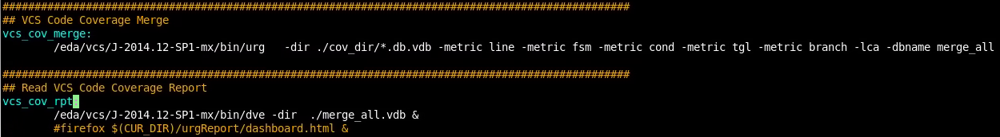 ##################################################################################################
## VCS Code Coverage Merge
vcs_cov_merge:
        /eda/vcs/J-2014.12-SP1-mx/bin/urg   -dir ./cov_dir/*.db.vdb -metric line -metric fsm -metric cond -metric tgl -metric branch -lca -dbname merge_all
##################################################################################################
## Read VCS Code Coverage Report
vcs_cov_rpt:
        /eda/vcs/J-2014.12-SP1-mx/bin/dve -dir  ./merge_all.vdb &
        #firefox $(CUR_DIR)/urgReport/dashboard.html &